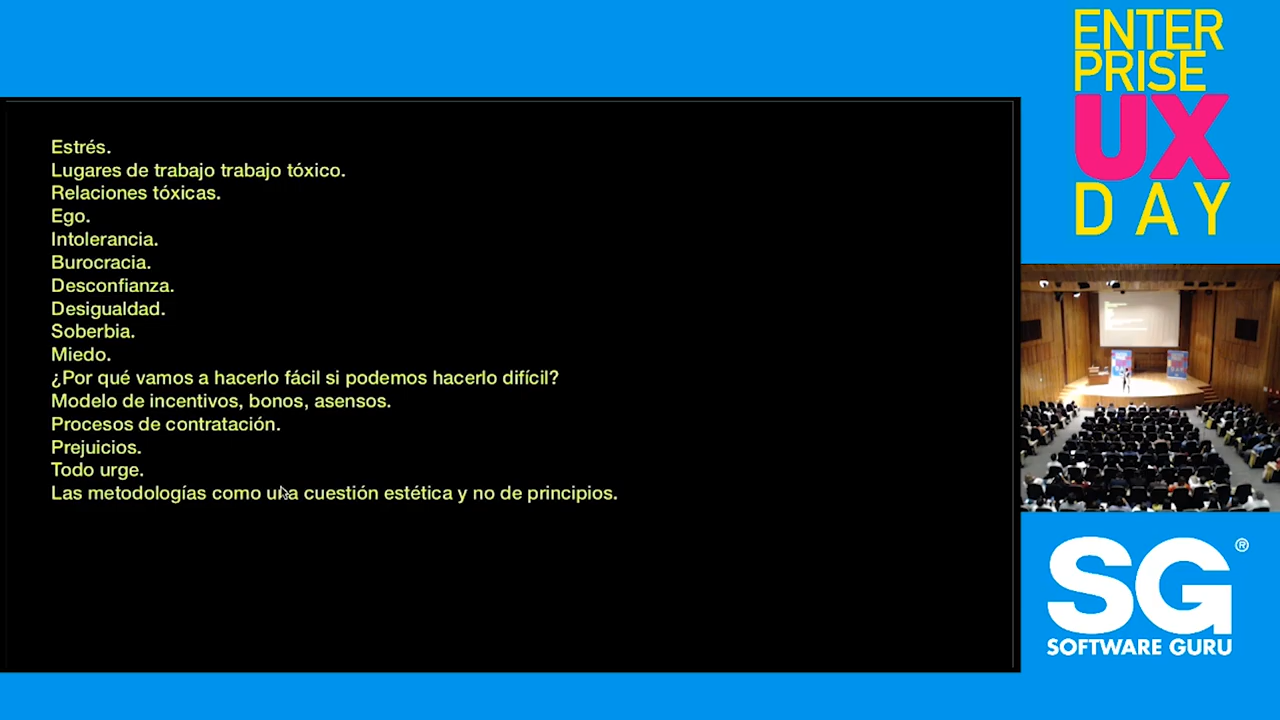 Estrés.
Lugares de trabajo trabajo tóxico.
Relaciones tóxicas.
Ego.
Intolerancia.
Burocracia.
Desconfianza.
Desigualdad.
Soberbia.
Miedo.
¿Por qué vamos a hacerlo fácil si podemos hacerlo difícil?
Modelo de incentivos, bonos, asensos.
Procesos de contratación.
Prejuicios.
Todo urge.
Las metodologías como una cuestión estética y no de principios.
ENTER
PRISE
UX
DAY
SG®
SOFTWARE GURU